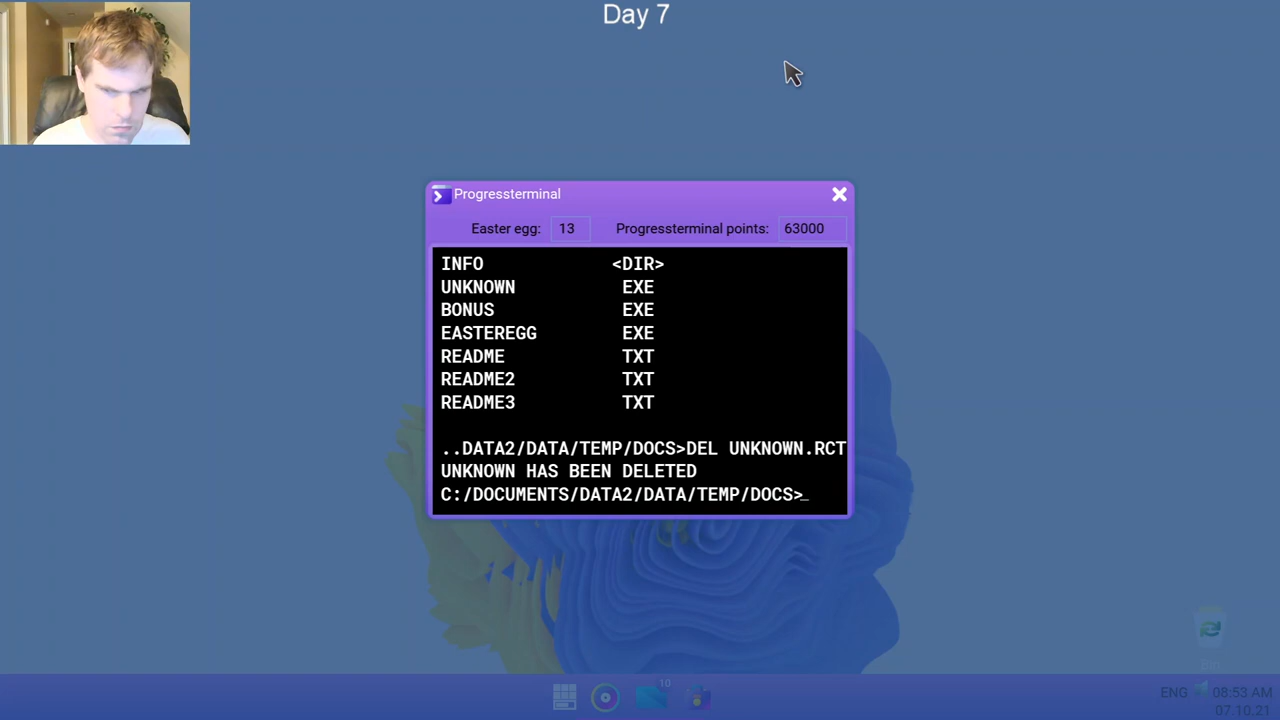 Day 7
Progressterminal
Easter egg: 13 Progressterminal points: 63000
INFO <DIR>
UNKNOWN EXE
BONUS EXE
EASTEREGG EXE
README TXT
README2 TXT
README3 TXT
..DATA2/DATA/TEMP/DOCS>DEL UNKNOWN.RCT
UNKNOWN HAS BEEN DELETED
C:/DOCUMENTS/DATA2/DATA/TEMP/DOCS>_
Bin
10
ENG 08:53 AM
07.10.21